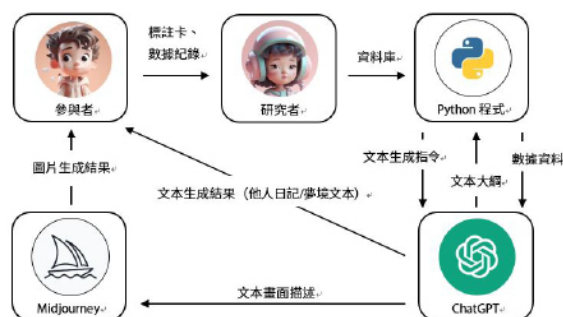 標註卡、
數據紀錄
資料庫
參與者
研究者
Python 程式
圖片生成結果
文本生成指令
文本大綱
數據資料
文本生成結果（他人日記/夢境文本）
文本畫面描述
Midjourney
ChatGPT